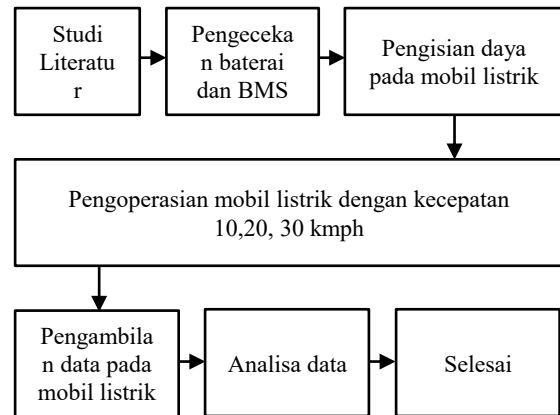 Studi
Literatu
r
Pengeceka
n baterai
dan BMS
Pengisian daya
pada mobil listrik
Pengoperasian mobil listrik dengan kecepatan
10,20, 30 kmph
Pengambila
n data pada
mobil listrik
Analisa data
Selesai